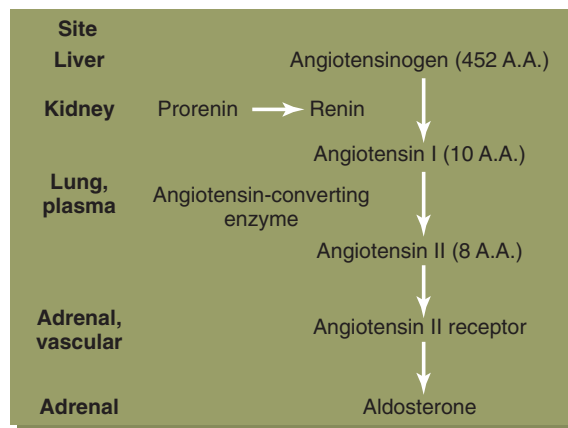 Site
Liver Angiotensinogen (452 A.A.)
Kidney Prorenin Renin
Angiotensin I (10 A.A.)
Lung,
plasma
Angiotensin-converting
enzyme
Angiotensin II (8 A.A.)
Adrenal,
vascular
Angiotensin II receptor
Adrenal Aldosterone